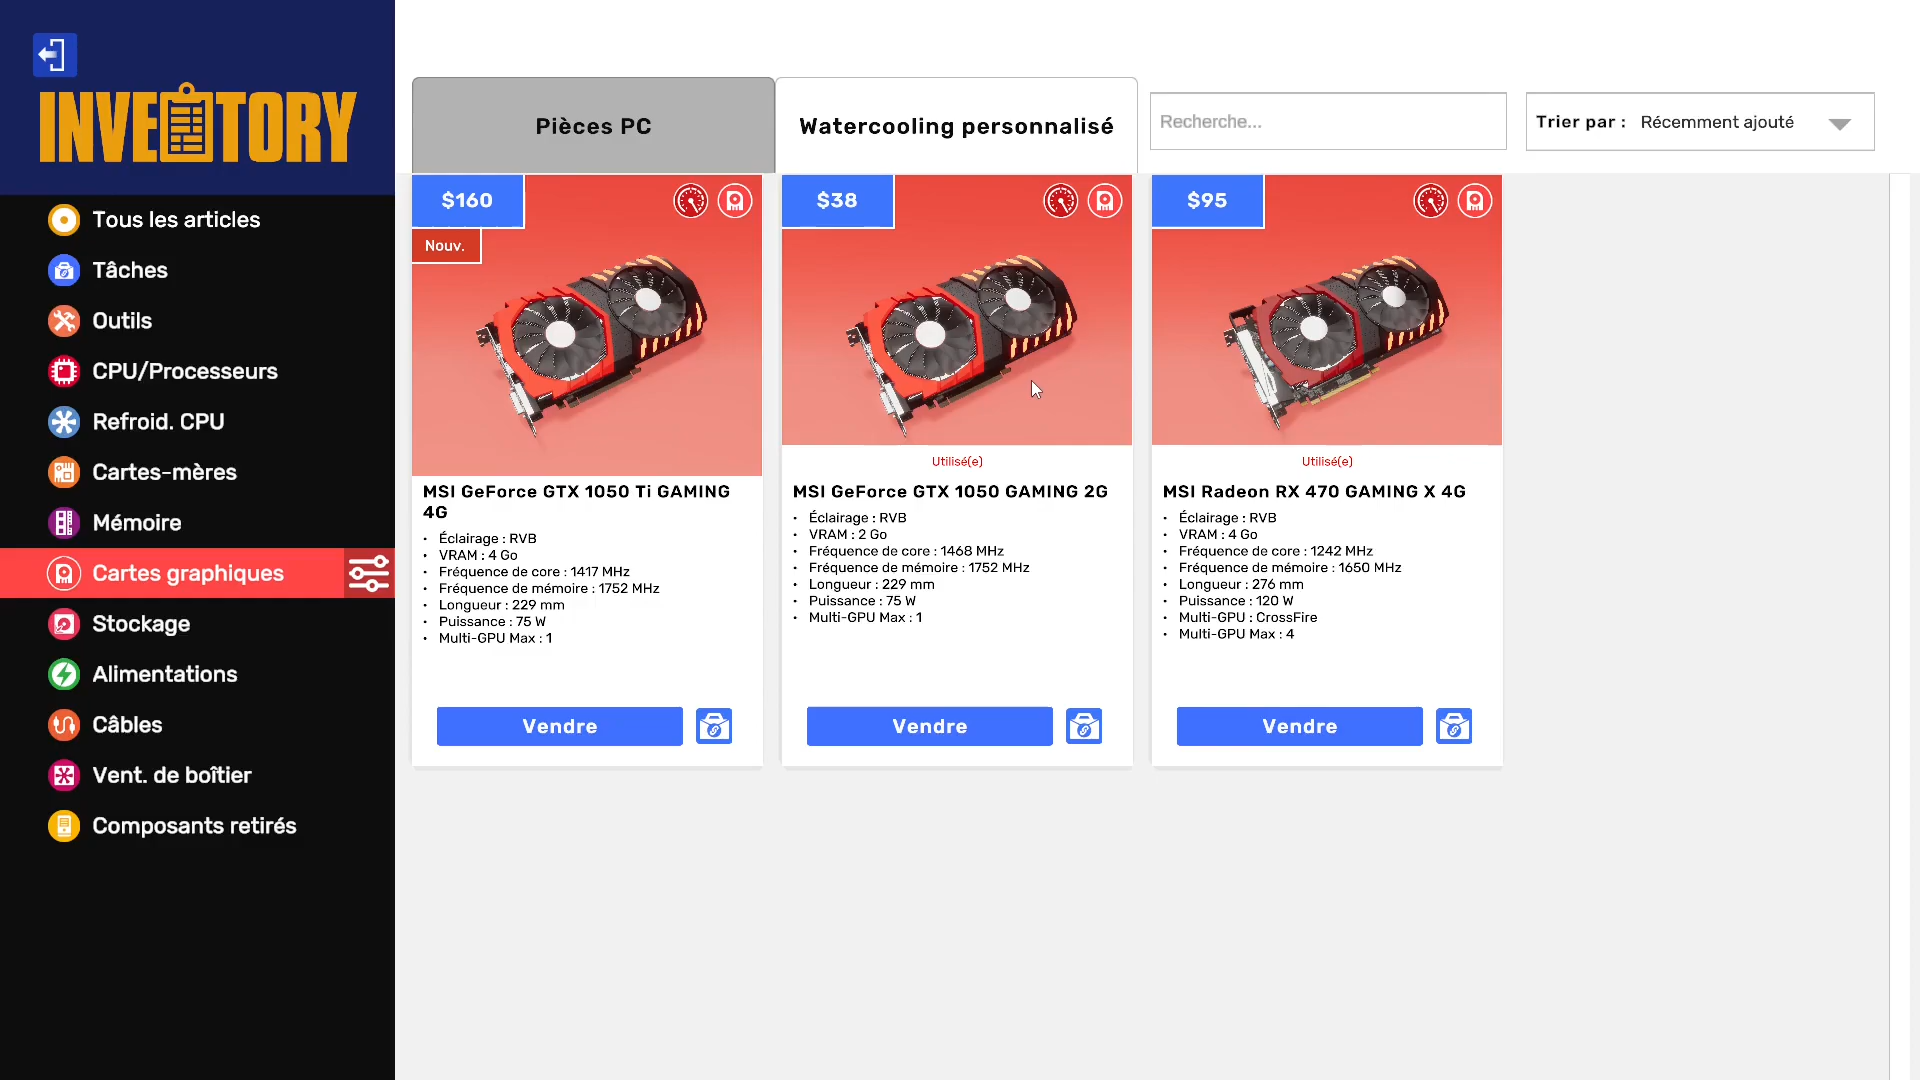 INVENTORY
Tous les articles
Tâches
Outils
CPU/Processeurs
Refroid. CPU
Cartes-mères
Mémoire
Cartes graphiques
Stockage
Alimentations
Câbles
Vent. de boîtier
Composants retirés
Pièces PC
Watercooling personnalisé
Recherche...
Trier par : Récemment ajouté
$160
Nouv.
MSI GeForce GTX 1050 Ti GAMING
4G
• Éclairage : RVB
• VRAM : 4 Go
• Fréquence de core : 1417 MHz
• Fréquence de mémoire : 1752 MHz
• Longueur : 229 mm
• Puissance : 75 W
• Multi-GPU Max : 1
Vendre
$38
Utilisé(e)
MSI GeForce GTX 1050 GAMING 2G
• Éclairage : RVB
• VRAM : 2 Go
• Fréquence de core : 1468 MHz
• Fréquence de mémoire : 1752 MHz
• Longueur : 229 mm
• Puissance : 75 W
• Multi-GPU Max : 1
Vendre
$95
Utilisé(e)
MSI Radeon RX 470 GAMING X 4G
• Éclairage : RVB
• VRAM : 4 Go
• Fréquence de core : 1242 MHz
• Fréquence de mémoire : 1650 MHz
• Longueur : 276 mm
• Puissance : 120 W
• Multi-GPU : CrossFire
• Multi-GPU Max : 4
Vendre